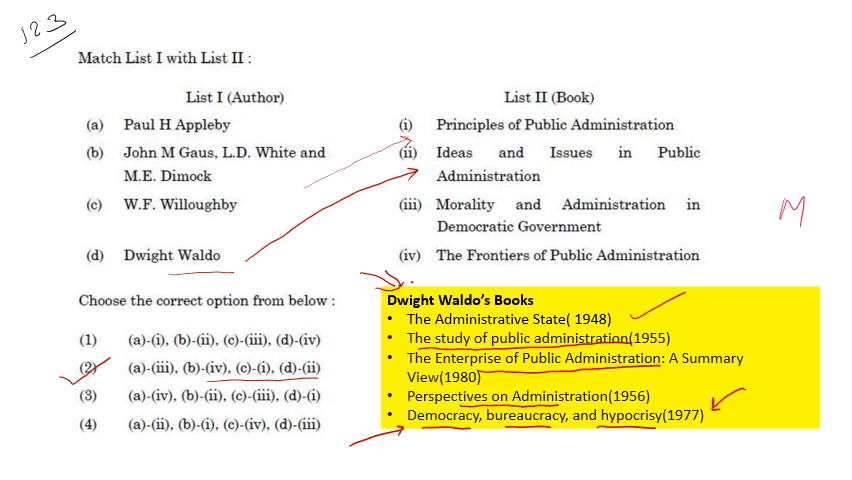 123
Match List I with List II :
List I (Author) List II (Book)
(a) Paul H Appleby (i) Principles of Public Administration
(b) John M Gaus, L.D. White and (ii) Ideas and Issues in Public
M.E. Dimock Administration
(c) W.F. Willoughby (iii) Morality and Administration in
Democratic Government
(d) Dwight Waldo (iv) The Frontiers of Public Administration
M
Choose the correct option from below :
(1) (a)-(i), (b)-(ii), (c)-(iii), (d)-(iv)
(2) (a)-(iii), (b)-(iv), (c)-(i), (d)-(ii)
(3) (a)-(iv), (b)-(ii), (c)-(iii), (d)-(i)
(4) (a)-(ii), (b)-(i), (c)-(iv), (d)-(iii)
Dwight Waldo's Books
• The Administrative State( 1948)
• The study of public administration(1955)
• The Enterprise of Public Administration: A Summary
View(1980)
• Perspectives on Administration(1956)
• Democracy, bureaucracy, and hypocrisy(1977)